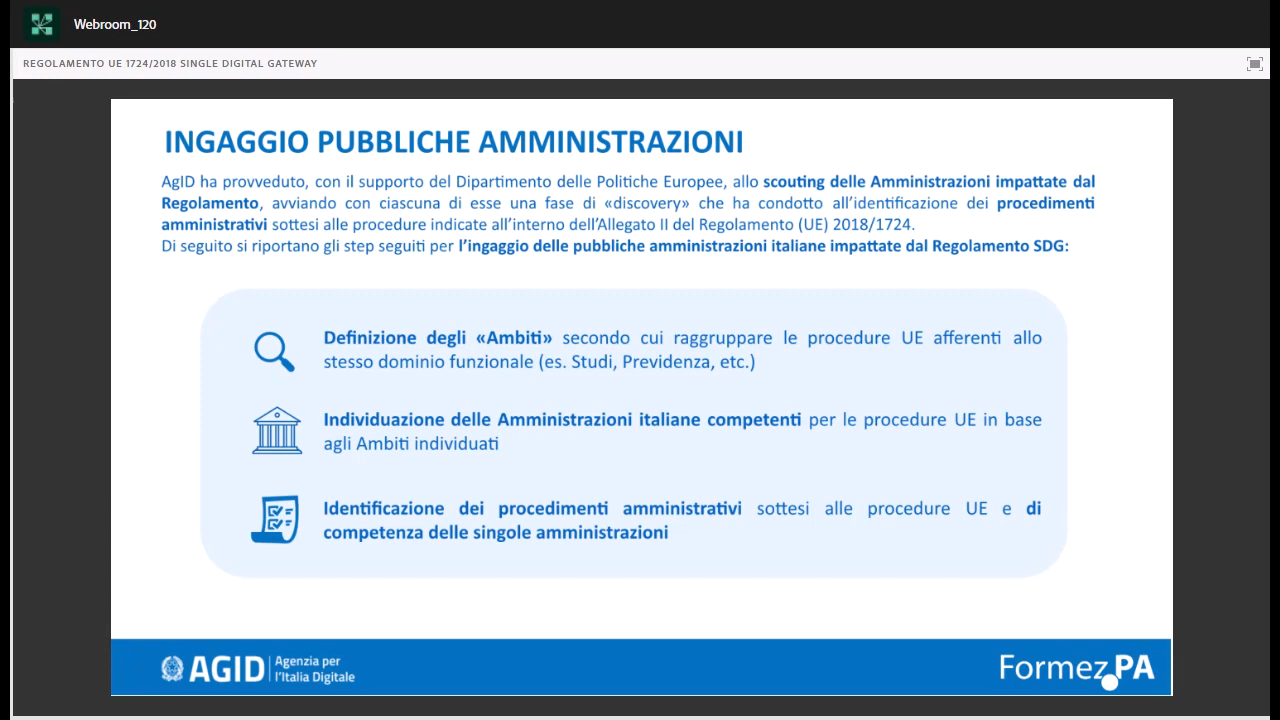 Webroom_120
REGOLAMENTO UE 1724/2018 SINGLE DIGITAL GATEWAY
INGAGGIO PUBBLICHE AMMINISTRAZIONI
AgID ha provveduto, con il supporto del Dipartimento delle Politiche Europee, allo scouting delle Amministrazioni impattate dal
Regolamento, avviando con ciascuna di esse una fase di «discovery» che ha condotto all'identificazione dei procedimenti
amministrativi sottesi alle procedure indicate all'interno dell'Allegato II del Regolamento (UE) 2018/1724.
Di seguito si riportano gli step seguiti per l'ingaggio delle pubbliche amministrazioni italiane impattate dal Regolamento SDG:
Definizione degli «Ambiti» secondo cui raggruppare le procedure UE afferenti allo
stesso dominio funzionale (es. Studi, Previdenza, etc.)
Individuazione delle Amministrazioni italiane competenti per le procedure UE in base
agli Ambiti individuati
Identificazione dei procedimenti amministrativi sottesi alle procedure UE e di
competenza delle singole amministrazioni
AGID
Agenzia per
l'Italia Digitale
Formez PA